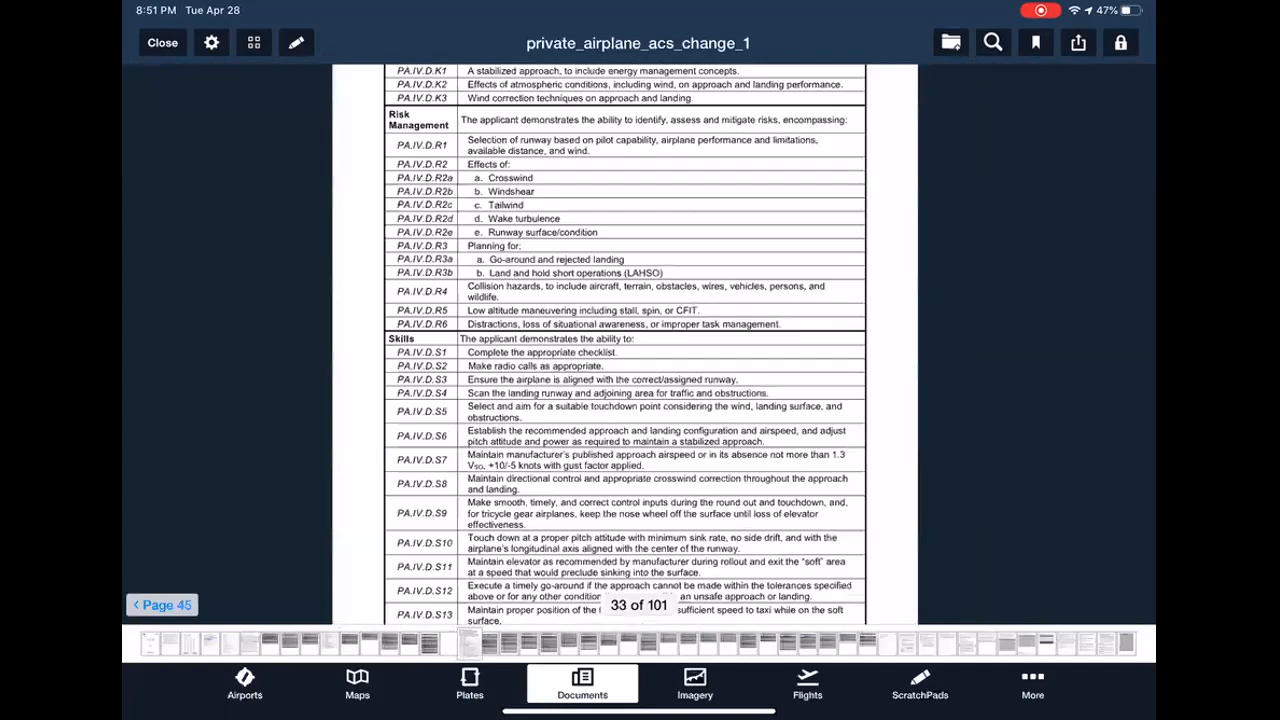 8:51 PM Tue Apr 28
47%
Close
private_airplane_acs_change_1
PA.IV.D.K1 A stabilized approach, to include energy management concepts.
PA.IV.D.K2 Effects of atmospheric conditions, including wind, on approach and landing performance.
PA.IV.D.K3 Wind correction techniques on approach and landing.
Risk
Management The applicant demonstrates the ability to identify, assess and mitigate risks, encompassing:
PA.IV.D.R1 Selection of runway based on pilot capability, airplane performance and limitations,
available distance, and wind.
PA.IV.D.R2 Effects of:
PA.IV.D.R2a a. Crosswind
PA.IV.D.R2b b. Windshear
PA.IV.D.R2c c. Tailwind
PA.IV.D.R2d d. Wake turbulence
PA.IV.D.R2e e. Runway surface/condition
PA.IV.D.R3 Planning for:
PA.IV.D.R3a a. Go-around and rejected landing
PA.IV.D.R3b b. Land and hold short operations (LAHSO)
PA.IV.D.R4 Collision hazards, to include aircraft, terrain, obstacles, wires, vehicles, persons, and
wildlife.
PA.IV.D.R5 Low altitude maneuvering including stall, spin, or CFIT.
PA.IV.D.R6 Distractions, loss of situational awareness, or improper task management.
Skills The applicant demonstrates the ability to:
PA.IV.D.S1 Complete the appropriate checklist.
PA.IV.D.S2 Make radio calls as appropriate.
PA.IV.D.S3 Ensure the airplane is aligned with the correct/assigned runway.
PA.IV.D.S4 Scan the landing runway and adjoining area for traffic and obstructions.
PA.IV.D.S5 Select and aim for a suitable touchdown point considering the wind, landing surface, and
obstructions.
PA.IV.D.S6 Establish the recommended approach and landing configuration and airspeed, and adjust
pitch attitude and power as required to maintain a stabilized approach.
PA.IV.D.S7 Maintain manufacturer's published approach airspeed or in its absence not more than 1.3
VSO, +10/-5 knots with gust factor applied.
PA.IV.D.S8 Maintain directional control and appropriate crosswind correction throughout the approach
and landing.
PA.IV.D.S9 Make smooth, timely, and correct control inputs during the round out and touchdown, and,
for tricycle gear airplanes, keep the nose wheel off the surface until loss of elevator
effectiveness.
PA.IV.D.S10 Touch down at a proper pitch attitude with minimum sink rate, no side drift, and with the
airplane's longitudinal axis aligned with the center of the runway.
PA.IV.D.S11 Maintain elevator as recommended by manufacturer during rollout and exit the "soft" area
at a speed that would preclude sinking into the surface.
PA.IV.D.S12 Execute a timely go-around if the approach cannot be made within the tolerances specified
above or for any other condition an unsafe approach or landing.
PA.IV.D.S13 Maintain proper position of the sufficient speed to taxi while on the soft
surface.
< Page 45
33 of 101
Airports Maps Plates Documents Imagery Flights ScratchPads More